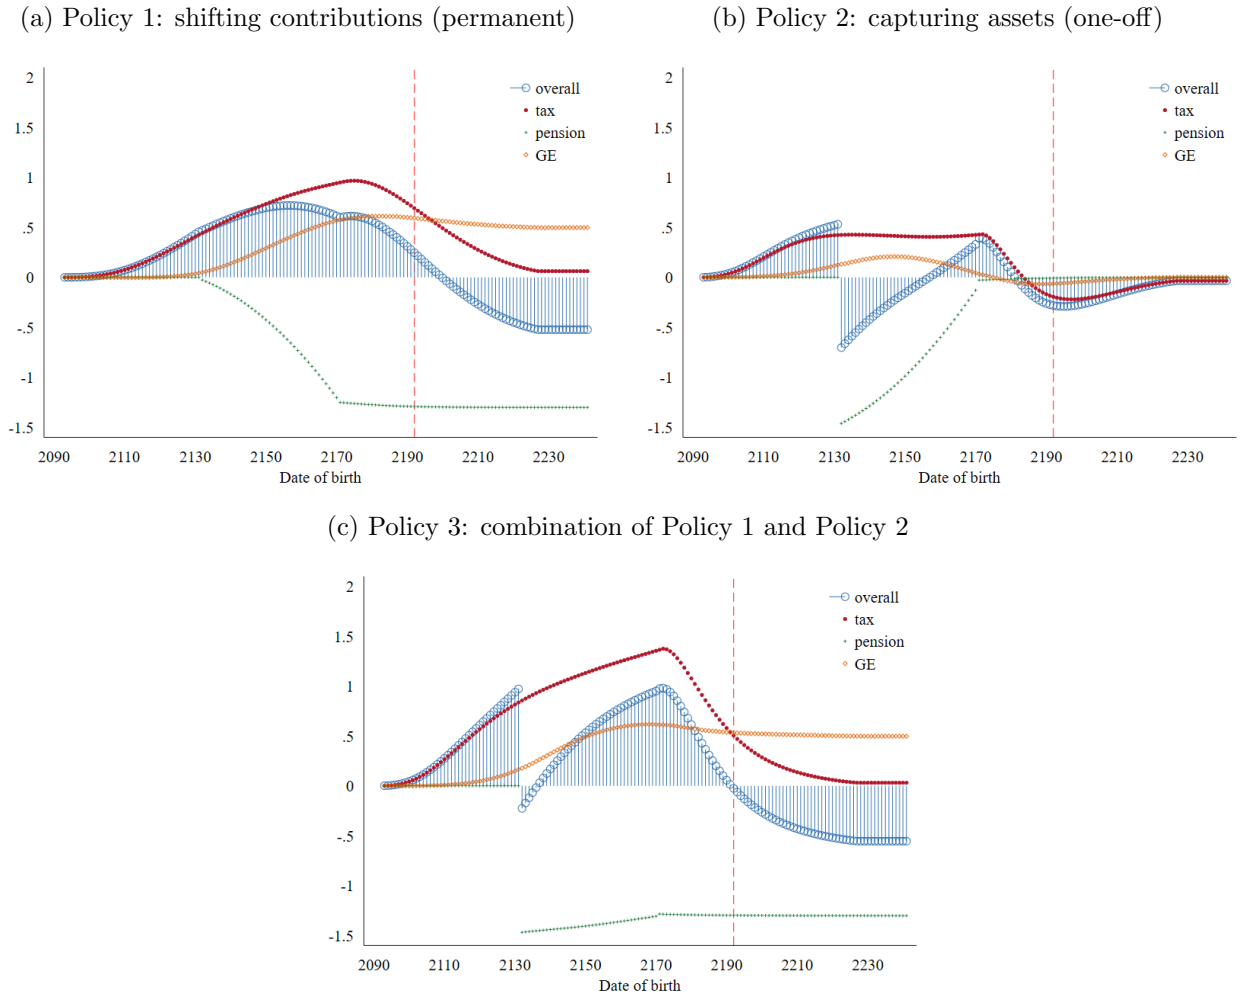 (a) Policy 1: shifting contributions (permanent)
2
1.5
1
.5
0
-.5
-1
-1.5
overall
tax
pension
GE
2090 2110 2130 2150 2170 2190 2210 2230
Date of birth
(b) Policy 2: capturing assets (one-off)
2
1.5
1
.5
0
-.5
-1
-1.5
overall
tax
pension
GE
2090 2110 2130 2150 2170 2190 2210 2230
Date of birth
(c) Policy 3: combination of Policy 1 and Policy 2
2
1.5
1
.5
0
-.5
-1
-1.5
overall
tax
pension
GE
2090 2110 2130 2150 2170 2190 2210 2230
Date of birth